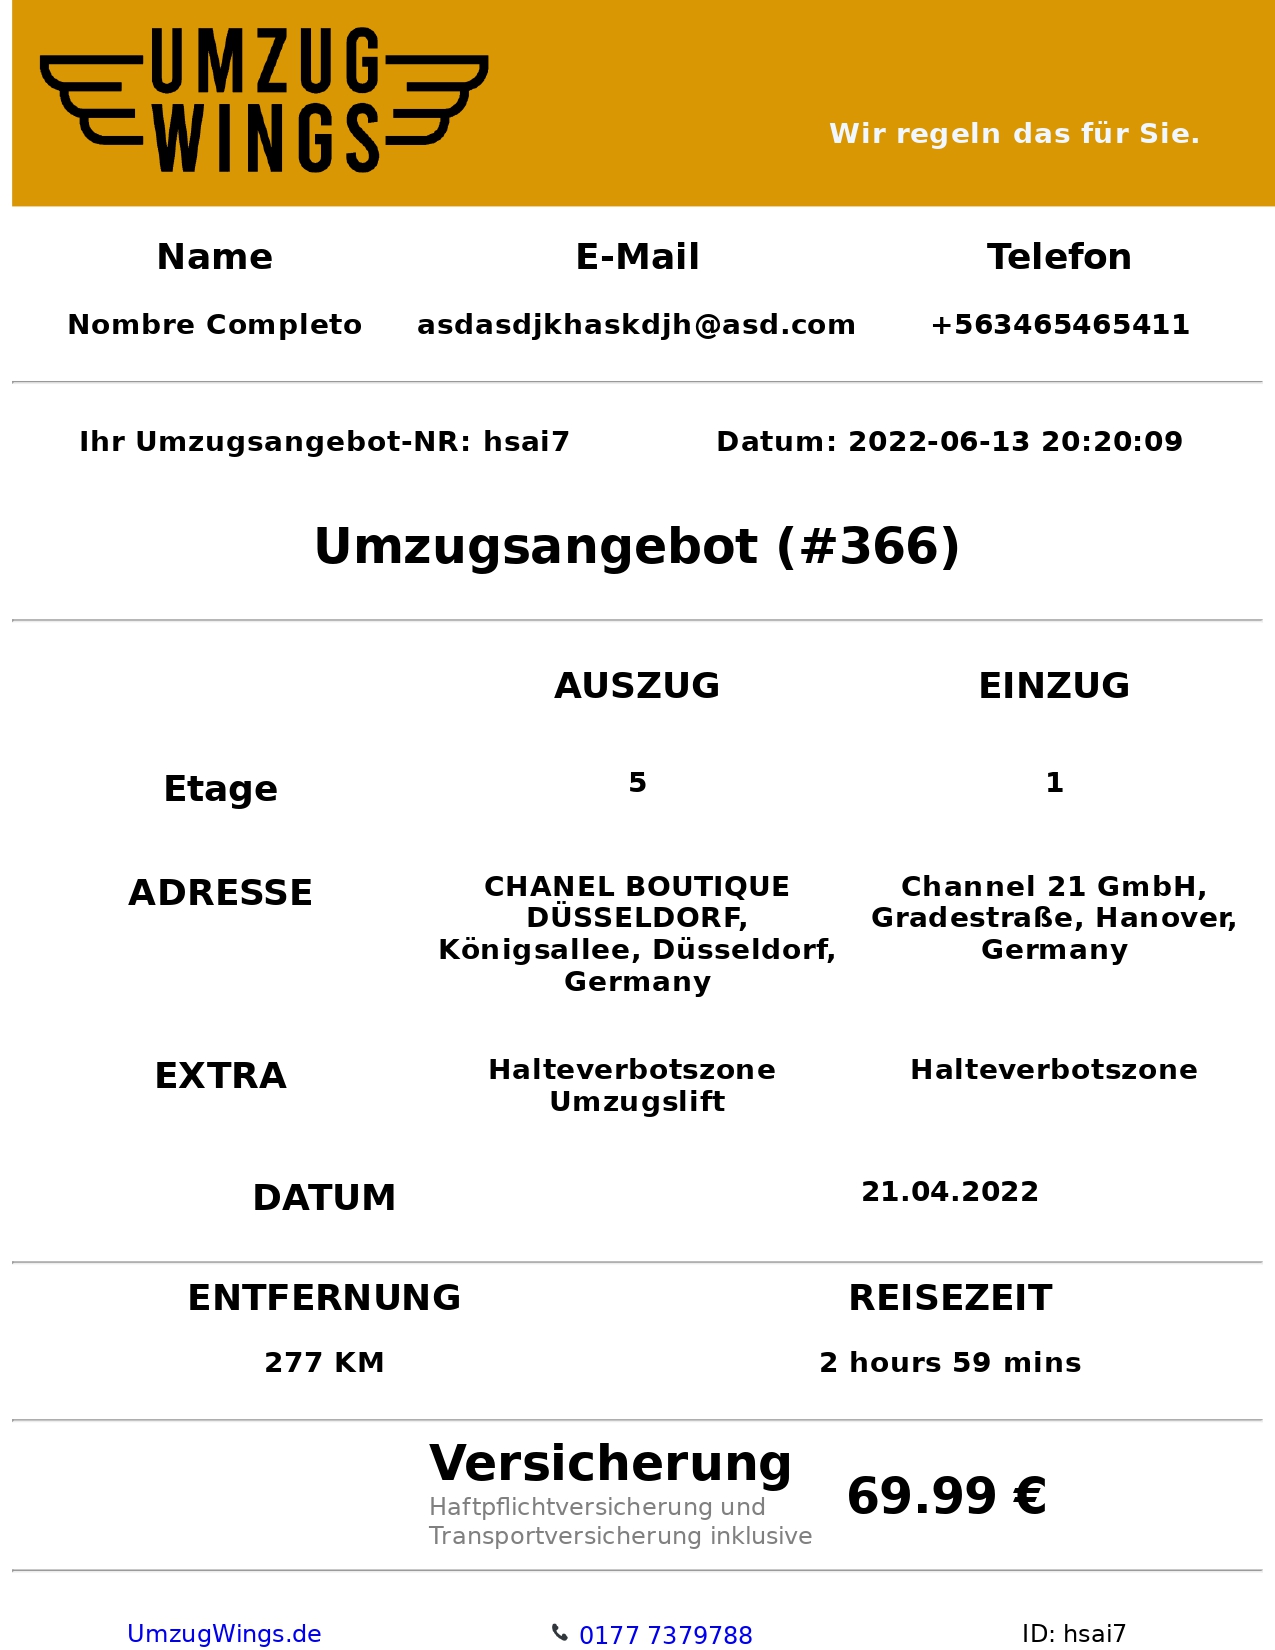 UMZUG
WINGS
Wir regeln das für Sie.
Name E-Mail Telefon
Nombre Completo asdasdjkhaskdjh@asd.com +563465465411
Ihr Umzugsangebot-NR: hsai7 Datum: 2022-06-13 20:20:09
Umzugsangebot (#366)
AUSZUG EINZUG
Etage 5 1
ADRESSE CHANEL BOUTIQUE Channel 21 GmbH,
DÜSSELDORF, Gradestraße, Hanover,
Königsallee, Düsseldorf, Germany
Germany
EXTRA Halteverbotszone Halteverbotszone
Umzugslift
DATUM 21.04.2022
ENTFERNUNG REISEZEIT
277 KM 2 hours 59 mins
Versicherung 69.99 €
Haftpflichtversicherung und
Transportversicherung inklusive
UmzugWings.de 0177 7379788 ID: hsai7